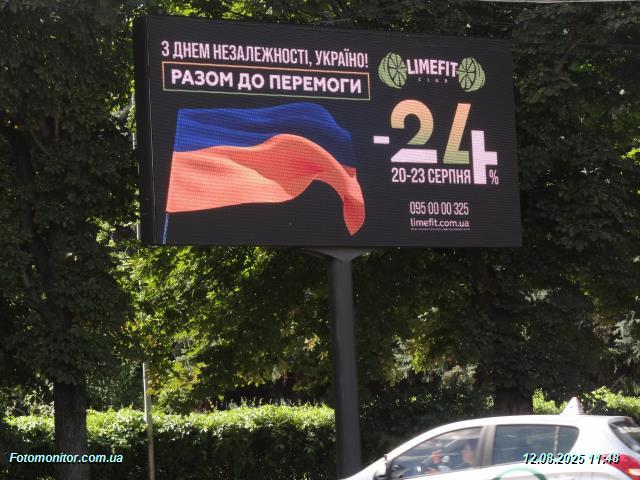 З ДНЕМ НЕЗАЛЕЖНОСТІ, УКРАЇНО!
РАЗОМ ДО ПЕРЕМОГИ
LIMEFIT
CLUB
-24%
20-23 СЕРПНЯ
095 00 00 325
limefit.com.ua
Fotomonitor.com.ua
12.08.2025 11:48